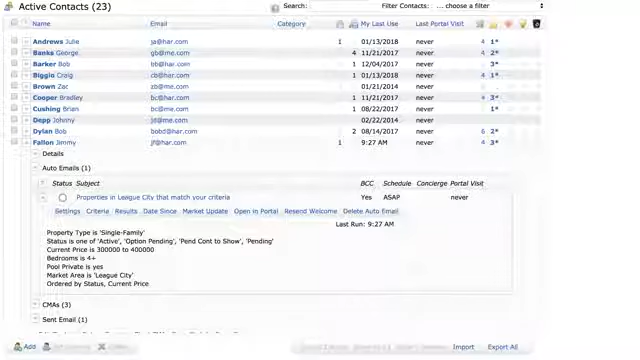 Active Contacts (23) Search: Filter Contacts: ... choose a filter
Name Email Category My Last Use Last Portal Visit
Andrews Julie ja@har.com 1 01/13/2018 never 4 1*
Banks George gb@me.com 4 11/21/2017 never 4 2*
Barker Bob bb@har.com 1 12/04/2017 never 3*
Biggio Craig cb@har.com 1 01/13/2018 never 4 1*
Brown Zac zb@me.com 01/21/2014 never
Cooper Bradley bc@har.com 1 11/21/2017 never 4 3*
Cushing Brian bc@me.com 1 08/22/2017 never 1*
Depp Johnny jd@me.com 02/22/2014 never
Dylan Bob bobd@har.com 2 08/14/2017 never 6 2*
Fallon Jimmy jf@har.com 1 9:27 AM never 4 3*
Details
Auto Emails (1)
Status Subject BCC Schedule Concierge Portal Visit
Properties in League City that match your criteria Yes ASAP never
Settings Criteria Results Date Since Market Update Open in Portal Resend Welcome Delete Auto Email
Last Run: 9:27 AM
Property Type is 'Single-Family'
Status is one of 'Active', 'Option Pending', 'Pend Cont to Show', 'Pending'
Current Price is 300000 to 400000
Bedrooms is 4+
Pool Private is yes
Market Area is 'League City'
Ordered by Status, Current Price
CMAs (3)
Sent Email (1)
Add Import Export All